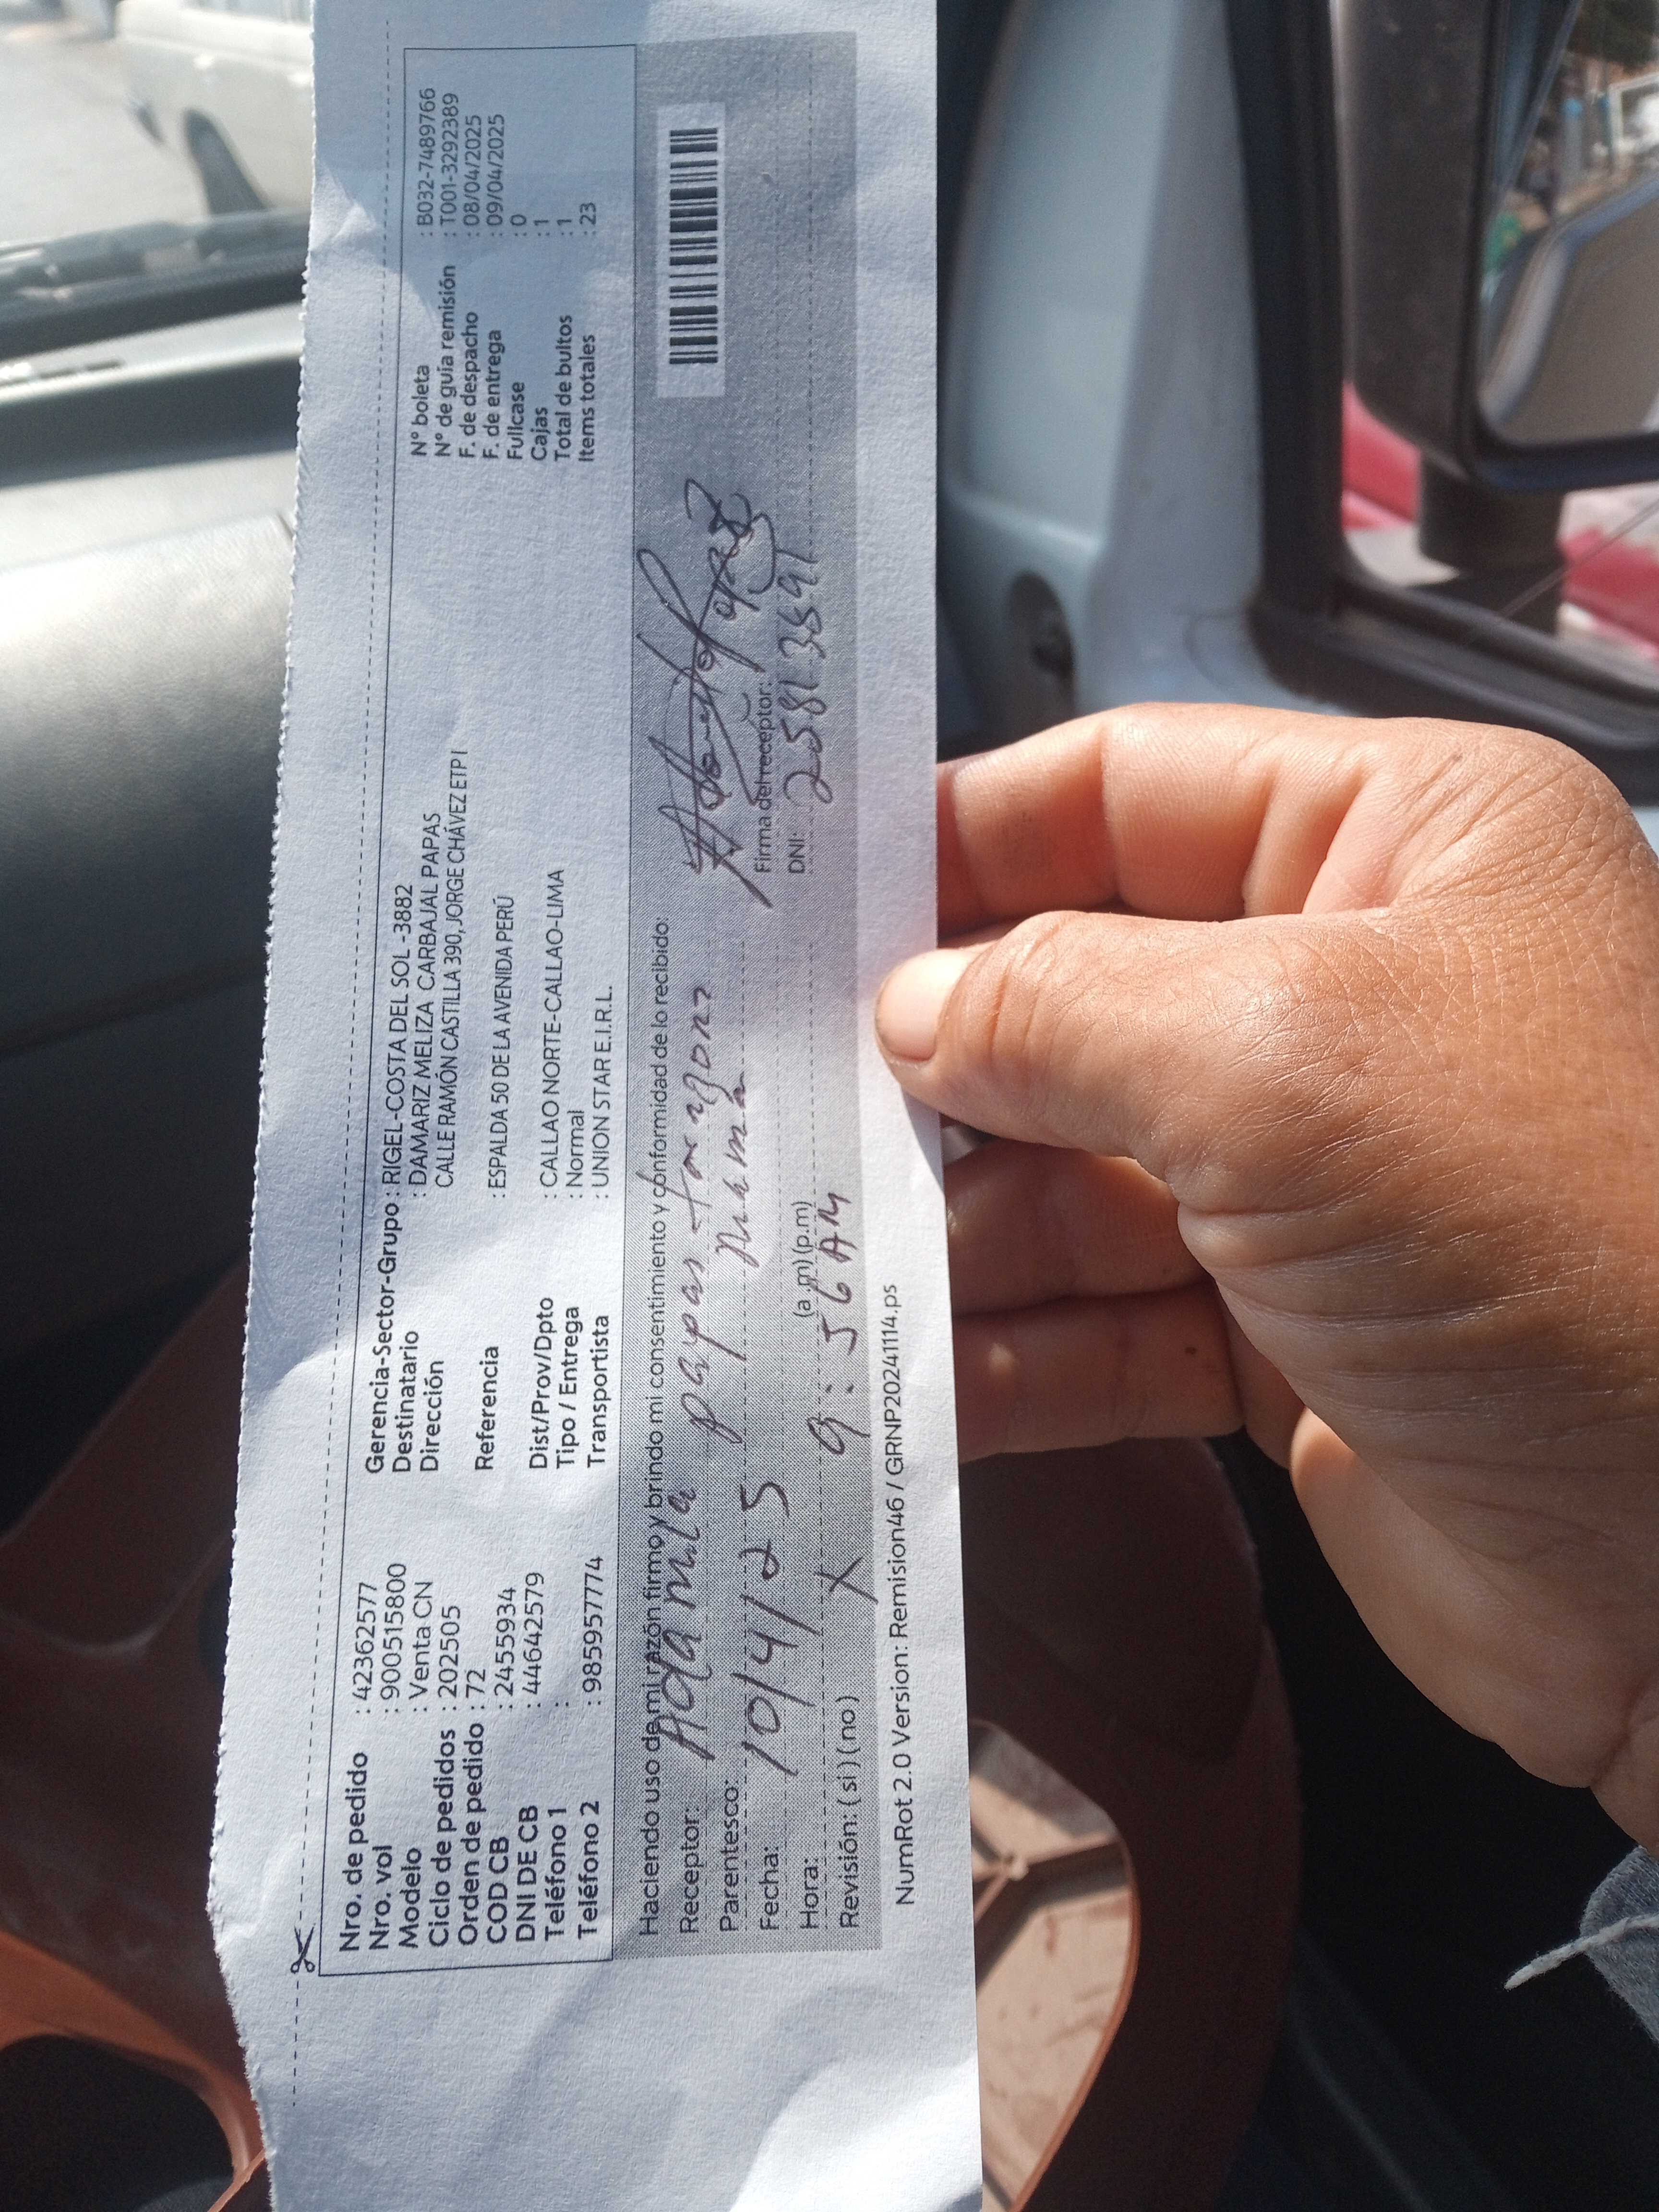 Nro. de pedido : 42362577
Nro. vol : 900515800
Modelo : Venta CN
Ciclo de pedidos : 202505
Orden de pedido : 72
COD CB : 2455934
DNI DE CB : 44642579
Teléfono 1 :
Teléfono 2 : 985957774
Gerencia-Sector-Grupo : RIGEL-COSTA DEL SOL -3882
Destinatario : DAMARIZ MELIZA CARBAJAL PAPAS
Dirección CALLE RAMÓN CASTILLA 390, JORGE CHÁVEZ ETP I
Referencia : ESPALDA 50 DE LA AVENIDA PERÚ
Dist/Prov/Dpto : CALLAO NORTE-CALLAO-LIMA
Tipo / Entrega : Normal
Transportista : UNION STAR E.I.R.L.
N° boleta : B032-7489766
N° de guía remisión : T001-3292389
F. de despacho : 08/04/2025
F. de entrega : 09/04/2025
Fullcase : 0
Cajas : 1
Total de bultos : 1
Items totales : 23
Haciendo uso de mi razón firmo y brindo mi consentimiento y conformidad de lo recibido:
Receptor: Adamila papas
Parentesco:
Fecha: 10/4/25
Hora: 9:56 AM (a.m) (p.m)
Revisión: ( si ) ( no ) X
Firma del receptor:
DNI:
NumRot 2.0 Version: Remision46 / GRNP20241114.ps